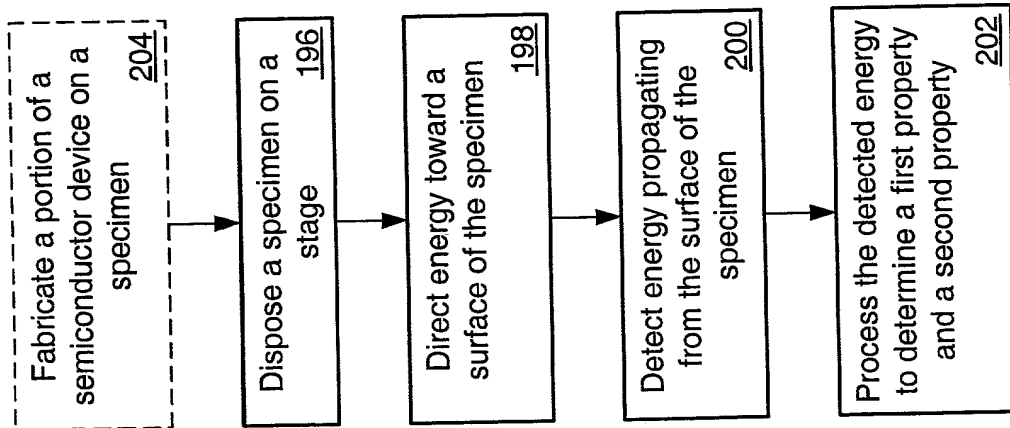 Fabricate a portion of a
semiconductor device on a
specimen
204
Dispose a specimen on a
stage
196
Direct energy toward a
surface of the specimen
198
Detect energy propagating
from the surface of the
specimen
200
Process the detected energy
to determine a first property
and a second property
202